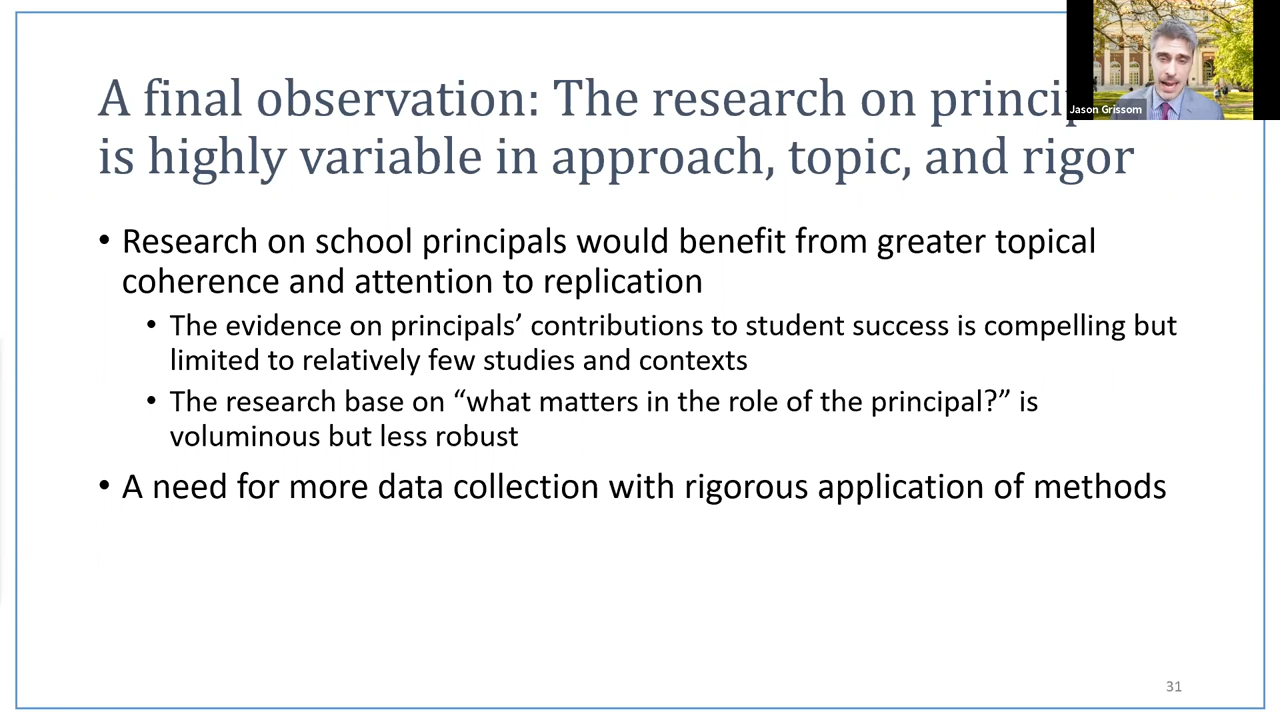 A final observation: The research on princi
is highly variable in approach, topic, and rigor
Jason Grissom
• Research on school principals would benefit from greater topical
coherence and attention to replication
• The evidence on principals’ contributions to student success is compelling but
limited to relatively few studies and contexts
• The research base on “what matters in the role of the principal?” is
voluminous but less robust
• A need for more data collection with rigorous application of methods
31